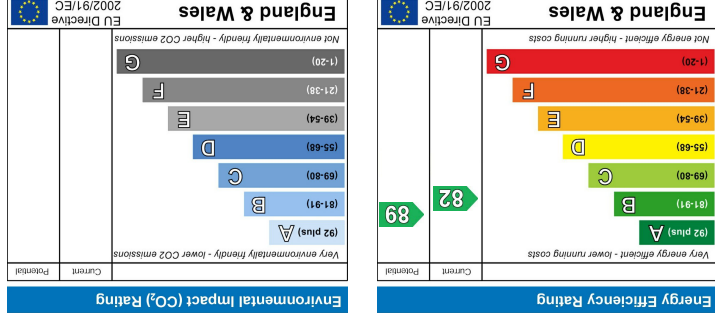 Energy Efficiency Rating
Current Potential
Very energy efficient - lower running costs
(92 plus) A
(81-91) B
(69-80) C
(55-68) D
(39-54) E
(21-38) F
(1-20) G
82
89
Not energy efficient - higher running costs
England & Wales
EU Directive
2002/91/EC
Environmental Impact (CO₂) Rating
Current Potential
Very environmentally friendly - lower CO2 emissions
(92 plus) A
(81-91) B
(69-80) C
(55-68) D
(39-54) E
(21-38) F
(1-20) G
Not environmentally friendly - higher CO2 emissions
England & Wales
EU Directive
2002/91/EC